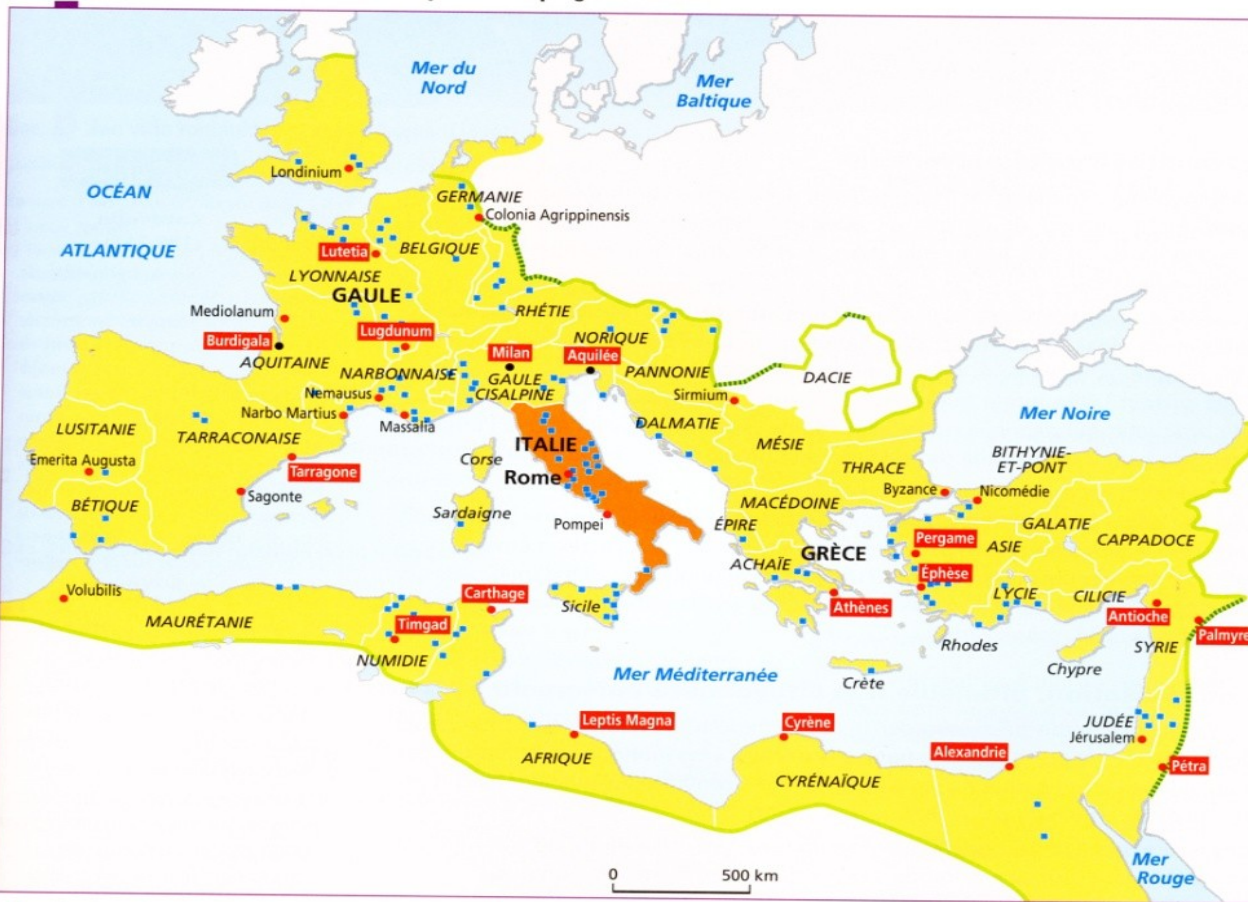 Mer du
Nord
Mer
Baltique
OCÉAN
ATLANTIQUE
Londinium
GERMANIE
Colonia Agrippinensis
Lutetia
BELGIQUE
LYONNAISE
GAULE
Mediolanum
Burdigala
Lugdunum
AQUITAINE
RHÉTIE
NORIQUE
Milan
Aquilée
PANNONIE
DACIE
NARBONNAISE
GAULE
CISALPINE
Nemausus
Narbo Martius
Massalia
Sirmium
DALMATIE
MÉSIE
Mer Noire
LUSITANIE
TARRACONAISE
Emerita Augusta
Tarragone
BÉTIQUE
Sagonte
Corse
ITALIE
Rome
Sardaigne
Pompei
THRACE
BITHYNIE-
ET-PONT
Byzance
Nicomédie
MACÉDOINE
ÉPIRE
GALATIE
CAPPADOCE
GRÈCE
ACHAÏE
Pergame
ASIE
Éphèse
Athènes
LYCIE
CILICIE
Antioche
Palmyre
Volubilis
MAURÉTANIE
Carthage
Timgad
NUMIDIE
Sicile
Rhodes
Chypre
SYRIE
Mer Méditerranée
Crète
JUDÉE
Jérusalem
Leptis Magna
Cyrène
Alexandrie
Pétra
AFRIQUE
CYRÉNAÏQUE
Mer
Rouge
0 500 km